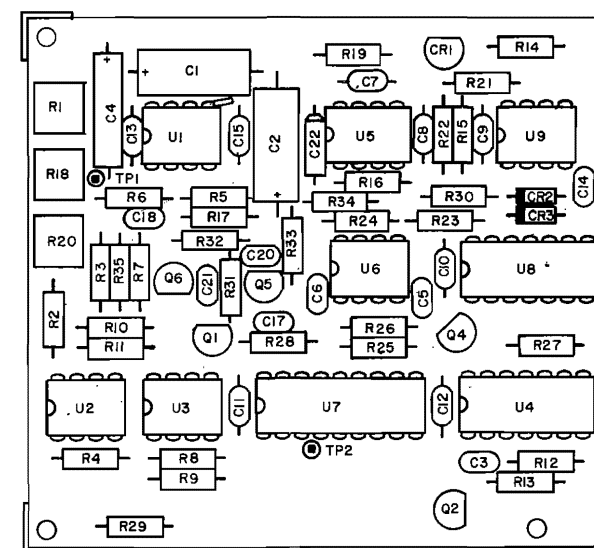 R19
CR1
R14
C1
C7
R21
R1
C4
C13
U1
C15
C2
C22
U5
C8
R22
R15
C9
U9
R18
TP1
R16
C14
R6
R5
R34
R30
CR2
C18
R17
R24
R23
CR3
R20
R32
R33
R3
R35
R7
Q6
C21
R31
C20
Q5
C6
U6
C5
C10
U8
R2
R10
Q1
C17
R26
Q4
R11
R28
R25
R27
U2
U3
C11
U7
C12
U4
R4
R8
TP2
C3
R12
R9
R13
Q2
R29
+
+
+